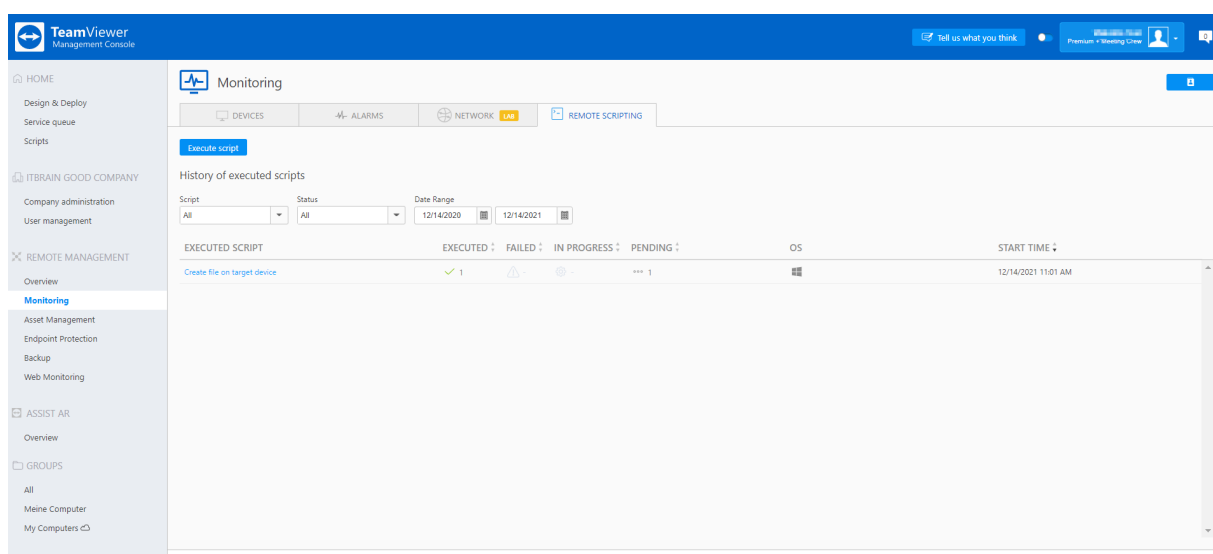 TeamViewer
Management Console
Tell us what you think
Premium + Meeting Crew
0
HOME
Design & Deploy
Service queue
Scripts
ITBRAIN GOOD COMPANY
Company administration
User management
REMOTE MANAGEMENT
Overview
Monitoring
Asset Management
Endpoint Protection
Backup
Web Monitoring
ASSIST AR
Overview
GROUPS
All
Meine Computer
My Computers
Monitoring
DEVICES ALARMS NETWORK LAB REMOTE SCRIPTING
Execute script
History of executed scripts
Script Status Date Range
All All 12/14/2020 12/14/2021
EXECUTED SCRIPT EXECUTED FAILED IN PROGRESS PENDING OS START TIME
Create file on target device 1 - - 1 12/14/2021 11:01 AM